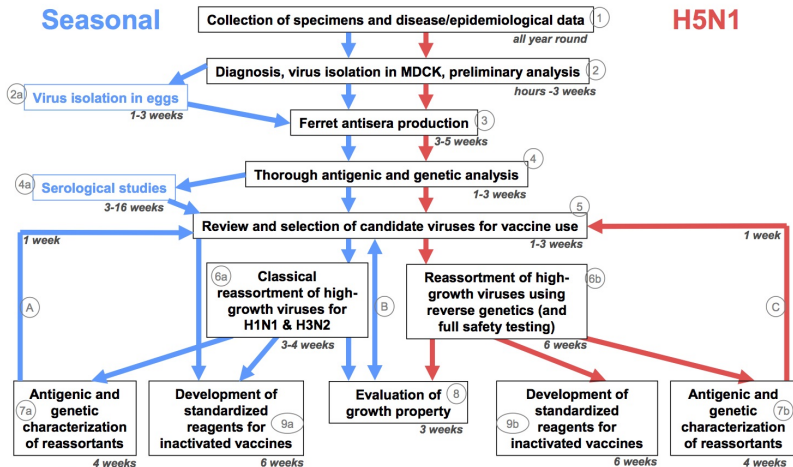 Seasonal
H5N1
Collection of specimens and disease/epidemiological data
1
all year round
Diagnosis, virus isolation in MDCK, preliminary analysis
2
hours -3 weeks
2a
Virus isolation in eggs
1-3 weeks
Ferret antisera production
3
3-5 weeks
4
Thorough antigenic and genetic analysis
1-3 weeks
4a
Serological studies
3-16 weeks
5
Review and selection of candidate viruses for vaccine use
1-3 weeks
1 week
1 week
6a
Classical
reassortment of high-
growth viruses for
H1N1 & H3N2
3-4 weeks
6b
Reassortment of high-
growth viruses using
reverse genetics (and
full safety testing)
6 weeks
A
B
C
7a
Antigenic and
genetic
characterization
of reassortants
4 weeks
Development of
standardized
reagents for
inactivated vaccines
9a
6 weeks
Evaluation of
growth property
8
3 weeks
Development of
standardized
reagents for
inactivated vaccines
9b
6 weeks
Antigenic and
genetic
characterization
of reassortants
7b
4 weeks